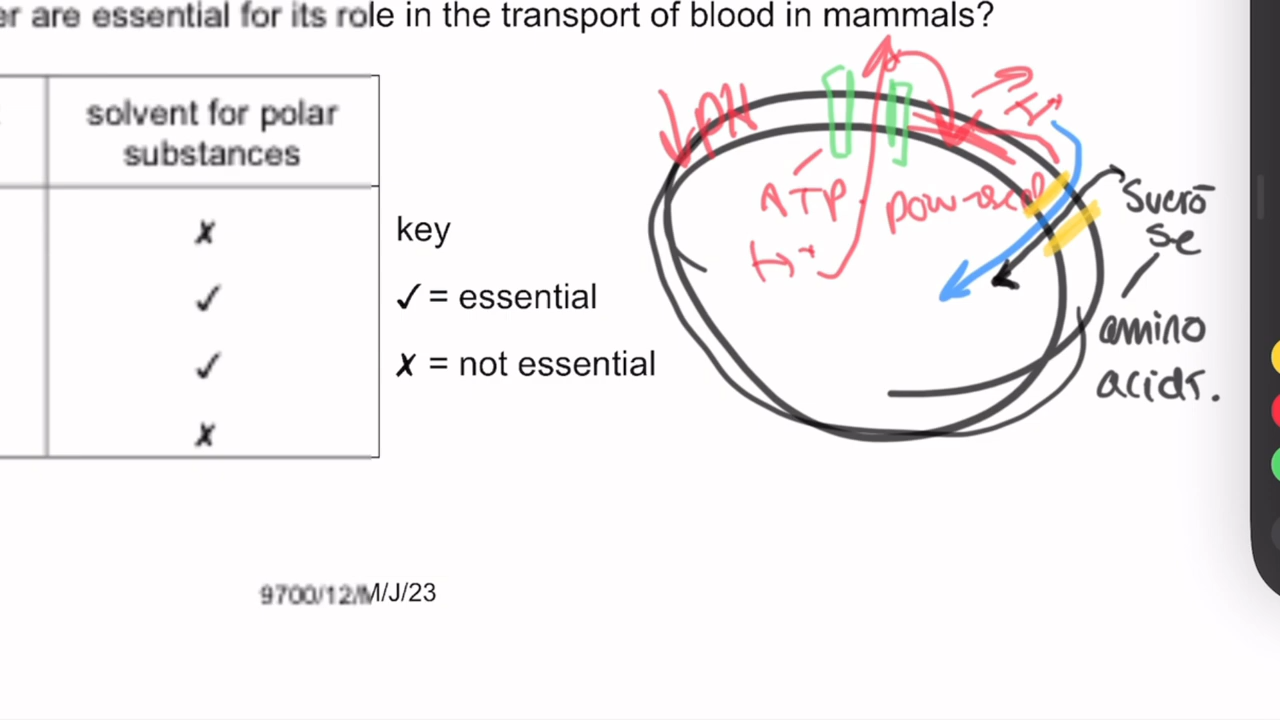 er are essential for its role in the transport of blood in mammals?
solvent for polar
substances
✗
✓
✓
✗
key
✓ = essential
✗ = not essential
pH
H⁺
ATP
H⁺
Sucro
se
amino
acids.
9700/12/M/J/23